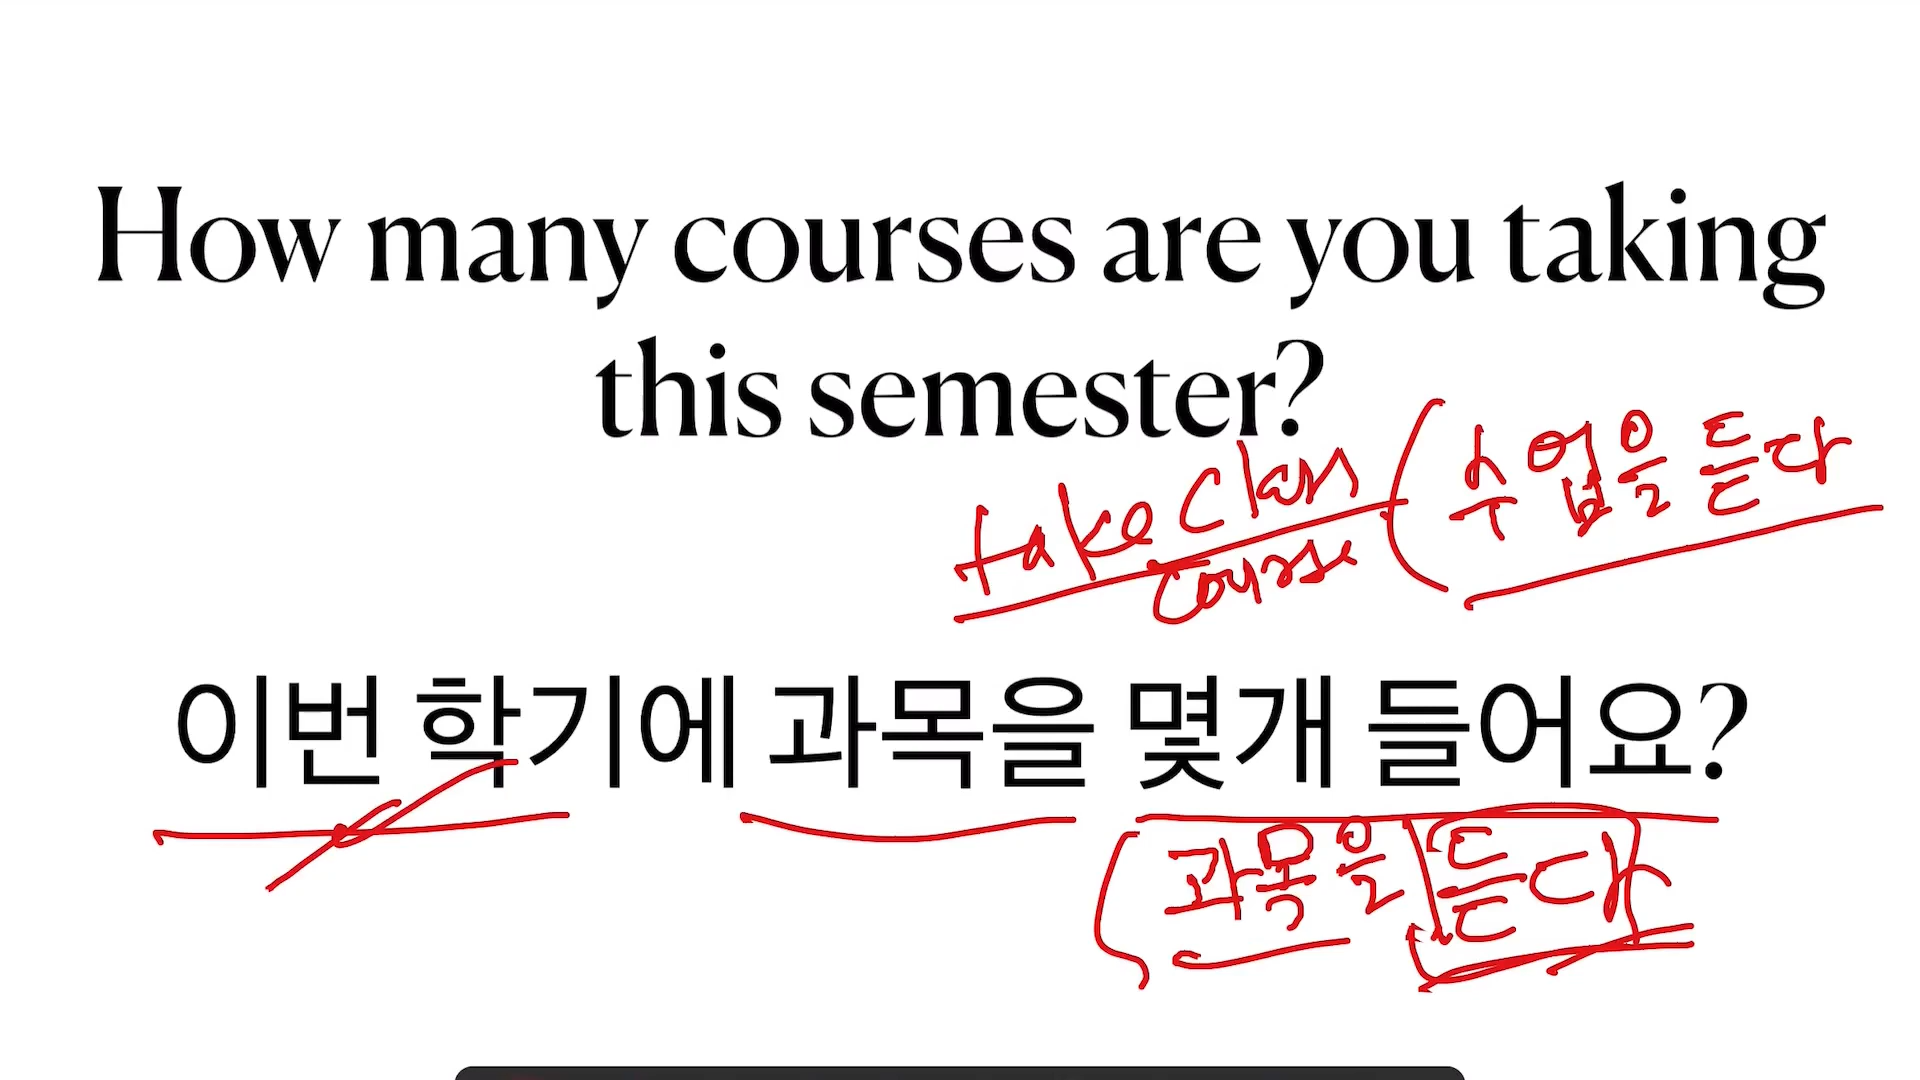 How many courses are you taking
this semester?
take class ( 수업을 듣다
course
이번 학기에 과목을 몇개 들어요?
( 과목을 듣다